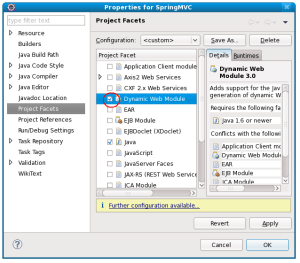 Properties for SpringMVC
type filter text
Resource
Builders
Java Build Path
Java Code Style
Java Compiler
Java Editor
Javadoc Location
Project Facets
Project References
Run/Debug Settings
Task Repository
Task Tags
Validation
WikiText
Project Facets
Configuration: <custom> Save As... Delete
Project Facet
Application Client module
Axis2 Web Services
CXF 2.x Web Services
Dynamic Web Module
EAR
EJB Module
EJBDoclet (XDoclet)
Java
JavaScript
JavaServer Faces
JAX-RS (REST Web Service
JCA Module
Details Runtimes
Dynamic Web
Module 3.0
Adds support for the Jav
generation of dynamic W
Requires the following fa
Java 1.6 or newer
Conflicts with the followi
Application Client mo
Dynamic Web Module
EAR
EJB Module
JCA Module
Further configuration available...
Revert Apply
Cancel OK